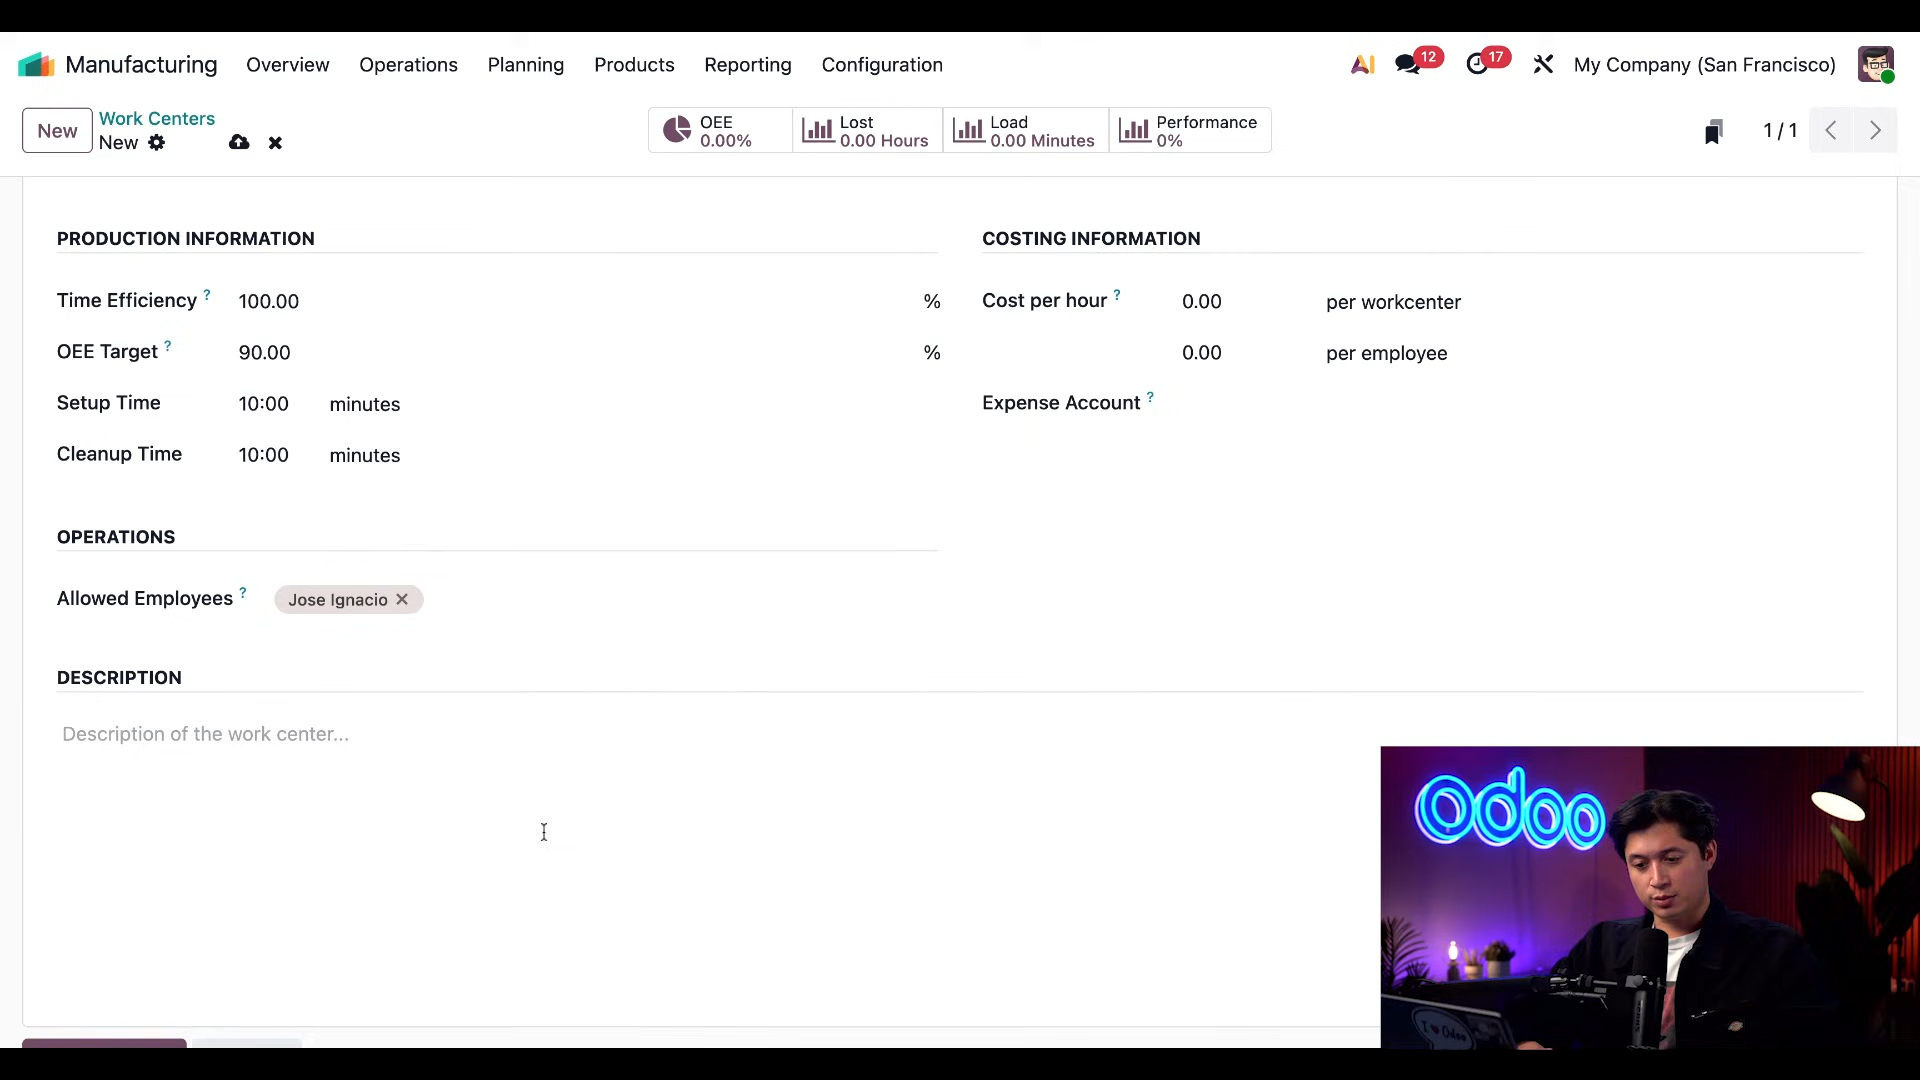 Manufacturing Overview Operations Planning Products Reporting Configuration AI 12 17 My Company (San Francisco)
New
Work Centers
New
OEE
0.00%
Lost
0.00 Hours
Load
0.00 Minutes
Performance
0%
1 / 1
PRODUCTION INFORMATION
Time Efficiency ? 100.00 %
OEE Target ? 90.00 %
Setup Time 10:00 minutes
Cleanup Time 10:00 minutes
COSTING INFORMATION
Cost per hour ? 0.00 per workcenter
0.00 per employee
Expense Account ?
OPERATIONS
Allowed Employees ? Jose Ignacio
DESCRIPTION
Description of the work center...
odoo
I ♥ Odoo